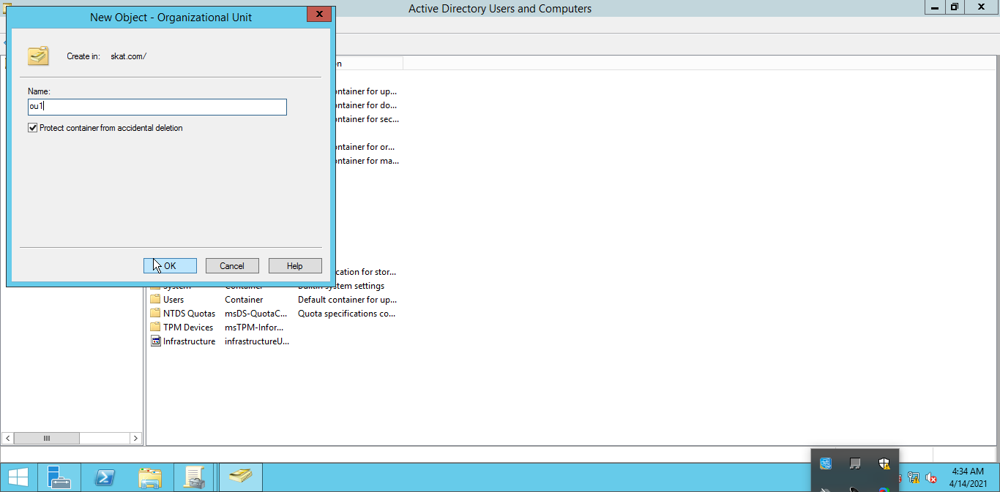 Active Directory Users and Computers
New Object - Organizational Unit
Create in: skat.com/
Name:
ou1
Protect container from accidental deletion
OK Cancel Help
on
ontainer for up...
ontainer for do...
ontainer for sec...
ontainer for or...
ontainer for ma...
cation for stor...
System Container Builtin system settings
Users Container Default container for up...
NTDS Quotas msDS-QuotaC... Quota specifications co...
TPM Devices msTPM-Infor...
Infrastructure infrastructureU...
4:34 AM
4/14/2021